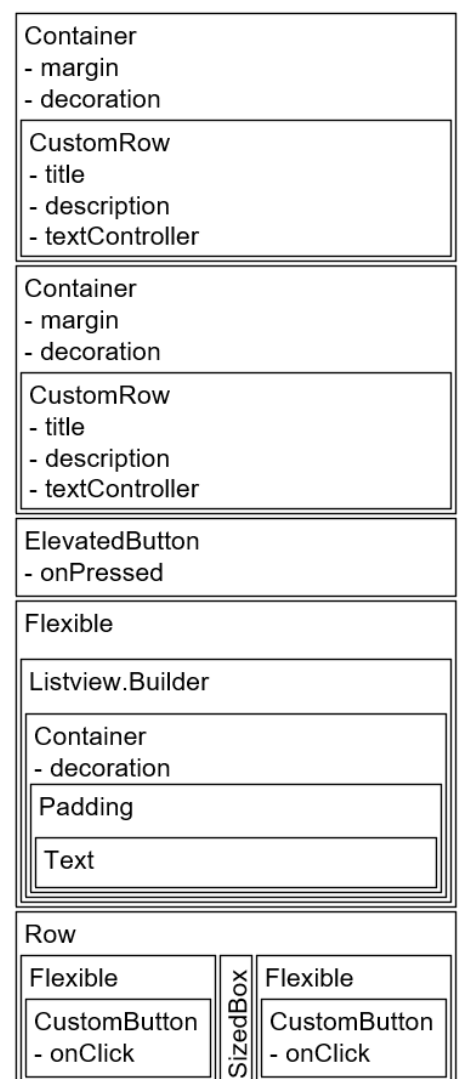 Container
- margin
- decoration
CustomRow
- title
- description
- textController
Container
- margin
- decoration
CustomRow
- title
- description
- textController
ElevatedButton
- onPressed
Flexible
Listview.Builder
Container
- decoration
Padding
Text
Row
Flexible
CustomButton
- onClick
SizedBox
Flexible
CustomButton
- onClick